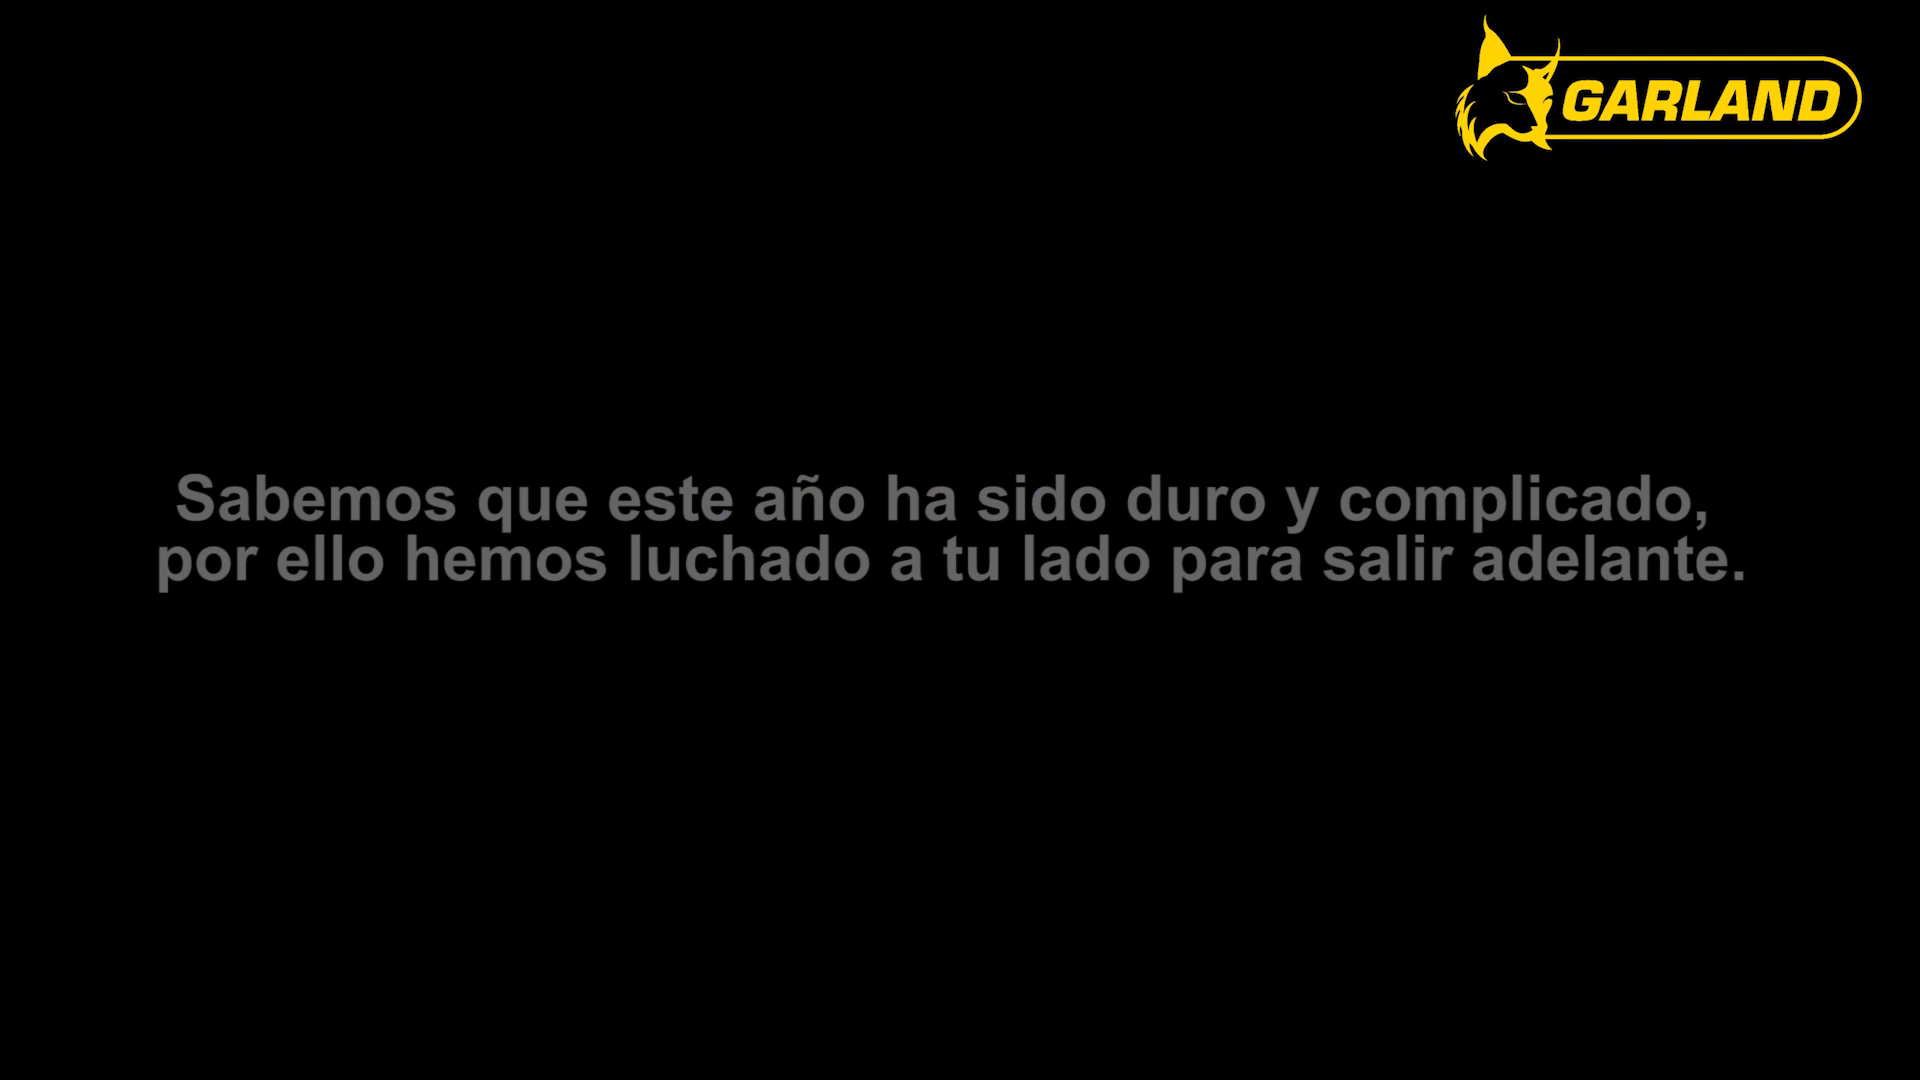 GARLAND
Sabemos que este año ha sido duro y complicado,
por ello hemos luchado a tu lado para salir adelante.